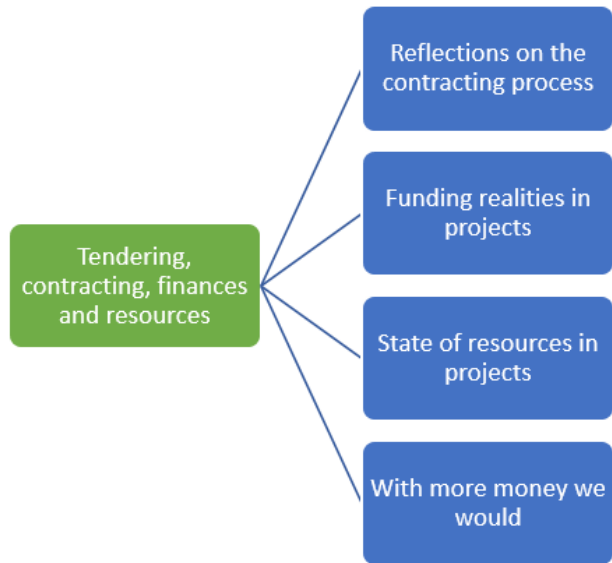 Reflections on the
contracting process
Funding realities in
projects
Tendering,
contracting, finances
and resources
State of resources in
projects
With more money we
would